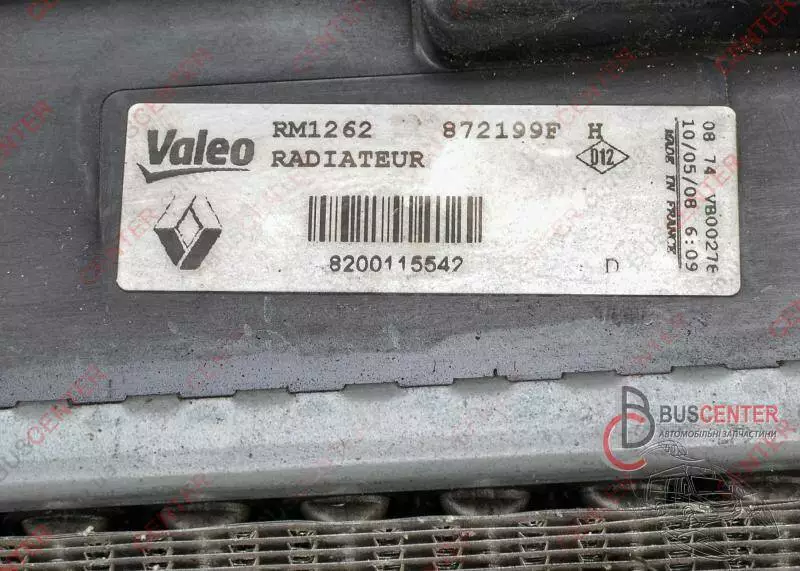 Valeo
RM1262 872199F H
RADIATEUR
D12
8200115542
D
08 74 VB00276
10/05/08 6:09
MADE IN FRANCE
BUSCENTER
АВТОМОБІЛЬНІ ЗАПЧАСТИНИ